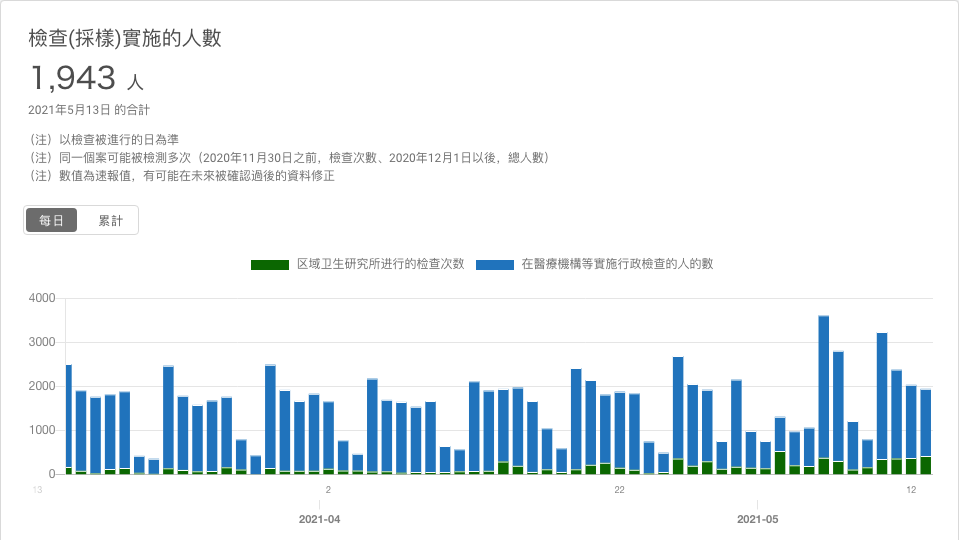 檢查(採樣)實施的人數
1,943 人
2021年5月13日 的合計
（注）以檢查被進行的日為準
（注）同一個案可能被檢測多次（2020年11月30日之前，檢查次數、2020年12月1日以後，總人數）
（注）數值為速報值，有可能在未來被確認過後的資料修正
每日 累計
区域卫生研究所进行的检查次数 在醫療機構等實施行政檢查的人的數
4000
3000
2000
1000
0
13 2 22 12
2021-04 2021-05